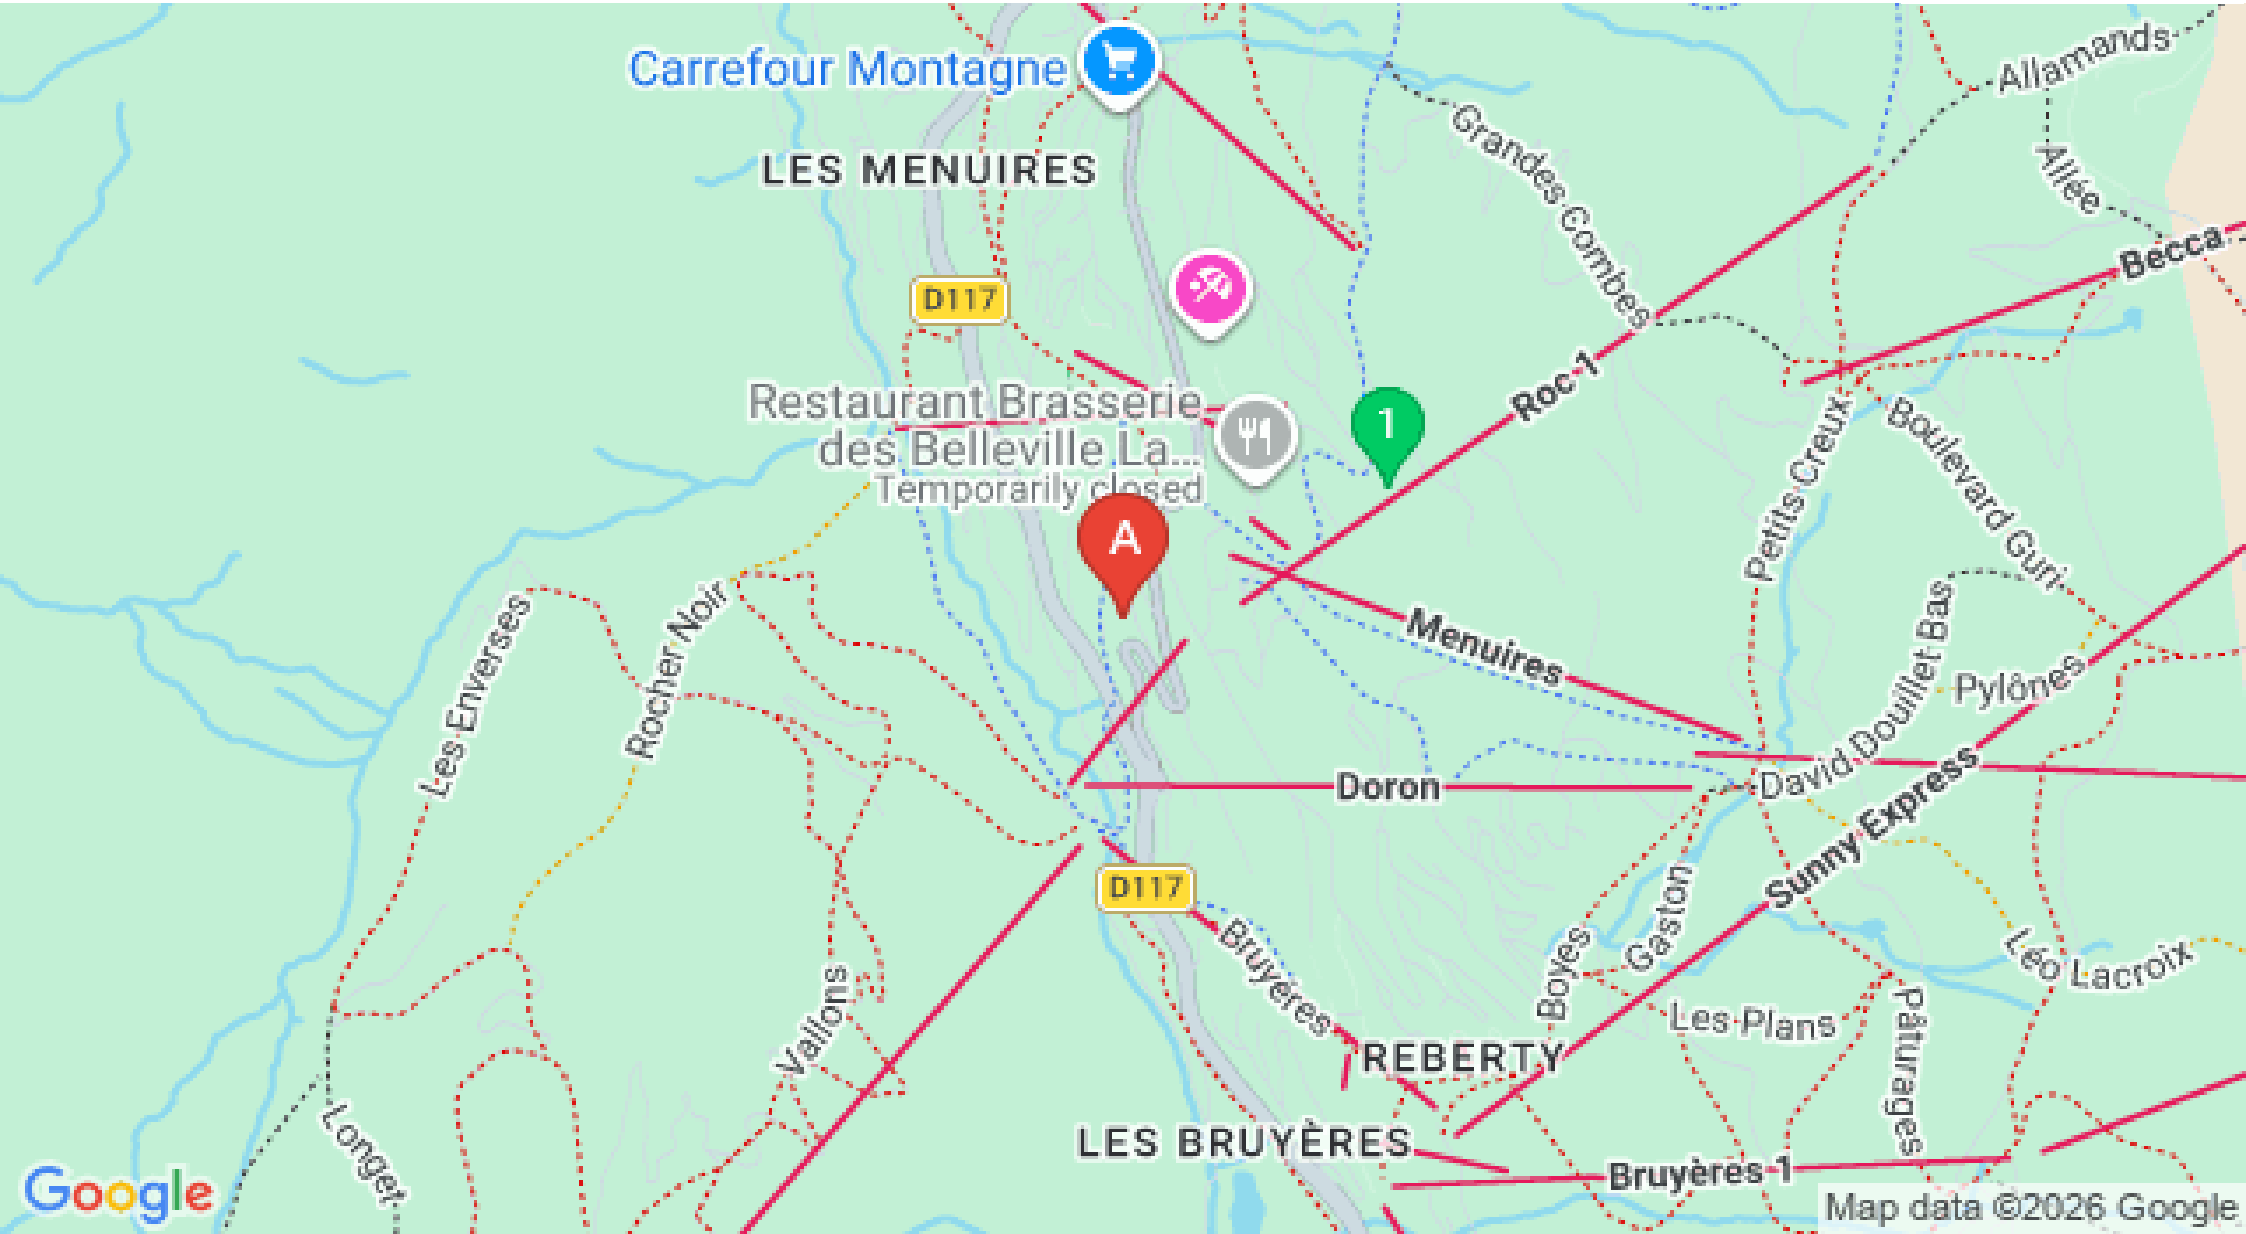 Carrefour Montagne
Allamands
Grandes Combes
Allée
LES MENUIRES
Becca
D117
Roc 1
Restaurant Brasserie
des Belleville La...
Temporarily closed
1
Petits Creux
Boulevard Guri
A
Les Enverses
Rocher Noir
Menuires
David Douillet Bas
Pylônes
Doron
Sunny Express
D117
Bruyères
Gaston
Boyes
Léo Lacroix
Les Plans
Vallons
Pâturages
REBERTY
LES BRUYÈRES
Longet
Bruyères 1
Google
Map data ©2026 Google